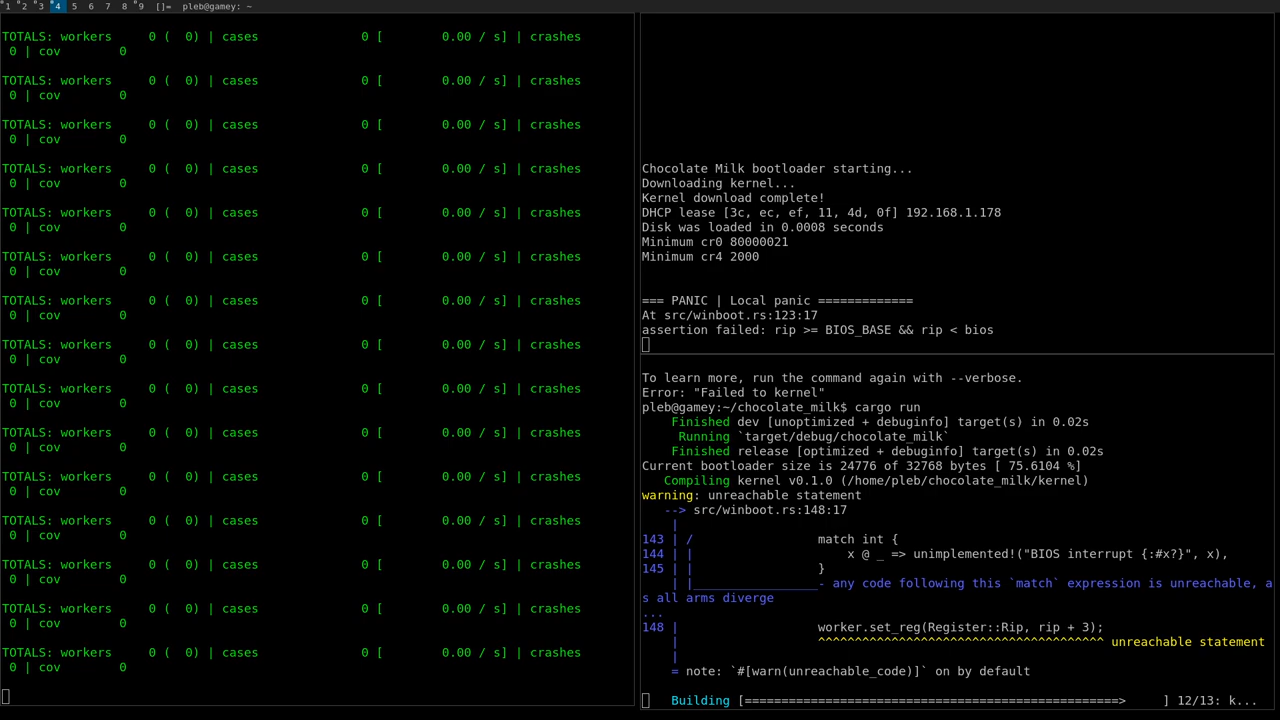 1 2 3 4 5 6 7 8 9 []= pleb@gamey: ~
TOTALS: workers     0 (  0) | cases              0 [        0.00 / s] | crashes
 0 | cov        0
TOTALS: workers     0 (  0) | cases              0 [        0.00 / s] | crashes
 0 | cov        0
TOTALS: workers     0 (  0) | cases              0 [        0.00 / s] | crashes
 0 | cov        0
TOTALS: workers     0 (  0) | cases              0 [        0.00 / s] | crashes
 0 | cov        0
TOTALS: workers     0 (  0) | cases              0 [        0.00 / s] | crashes
 0 | cov        0
TOTALS: workers     0 (  0) | cases              0 [        0.00 / s] | crashes
 0 | cov        0
TOTALS: workers     0 (  0) | cases              0 [        0.00 / s] | crashes
 0 | cov        0
TOTALS: workers     0 (  0) | cases              0 [        0.00 / s] | crashes
 0 | cov        0
TOTALS: workers     0 (  0) | cases              0 [        0.00 / s] | crashes
 0 | cov        0
TOTALS: workers     0 (  0) | cases              0 [        0.00 / s] | crashes
 0 | cov        0
TOTALS: workers     0 (  0) | cases              0 [        0.00 / s] | crashes
 0 | cov        0
TOTALS: workers     0 (  0) | cases              0 [        0.00 / s] | crashes
 0 | cov        0
TOTALS: workers     0 (  0) | cases              0 [        0.00 / s] | crashes
 0 | cov        0
TOTALS: workers     0 (  0) | cases              0 [        0.00 / s] | crashes
 0 | cov        0
TOTALS: workers     0 (  0) | cases              0 [        0.00 / s] | crashes
 0 | cov        0
Chocolate Milk bootloader starting...
Downloading kernel...
Kernel download complete!
DHCP lease [3c, ec, ef, 11, 4d, 0f] 192.168.1.178
Disk was loaded in 0.0008 seconds
Minimum cr0 80000021
Minimum cr4 2000
=== PANIC | Local panic =============
At src/winboot.rs:123:17
assertion failed: rip >= BIOS_BASE && rip < bios
To learn more, run the command again with --verbose.
Error: "Failed to kernel"
pleb@gamey:~/chocolate_milk$ cargo run
    Finished dev [unoptimized + debuginfo] target(s) in 0.02s
     Running `target/debug/chocolate_milk`
    Finished release [optimized + debuginfo] target(s) in 0.02s
Current bootloader size is 24776 of 32768 bytes [ 75.6104 %]
   Compiling kernel v0.1.0 (/home/pleb/chocolate_milk/kernel)
warning: unreachable statement
   --> src/winboot.rs:148:17
    |
143 | /                 match int {
144 | |                     x @ _ => unimplemented!("BIOS interrupt {:#x?}", x),
145 | |                 }
    | |_________________- any code following this `match` expression is unreachable, a
s all arms diverge
...
148 |                   worker.set_reg(Register::Rip, rip + 3);
    |                   ^^^^^^^^^^^^^^^^^^^^^^^^^^^^^^^^^^^^^^^ unreachable statement
    |
    = note: `#[warn(unreachable_code)]` on by default
    Building [===================================================>     ] 12/13: k...